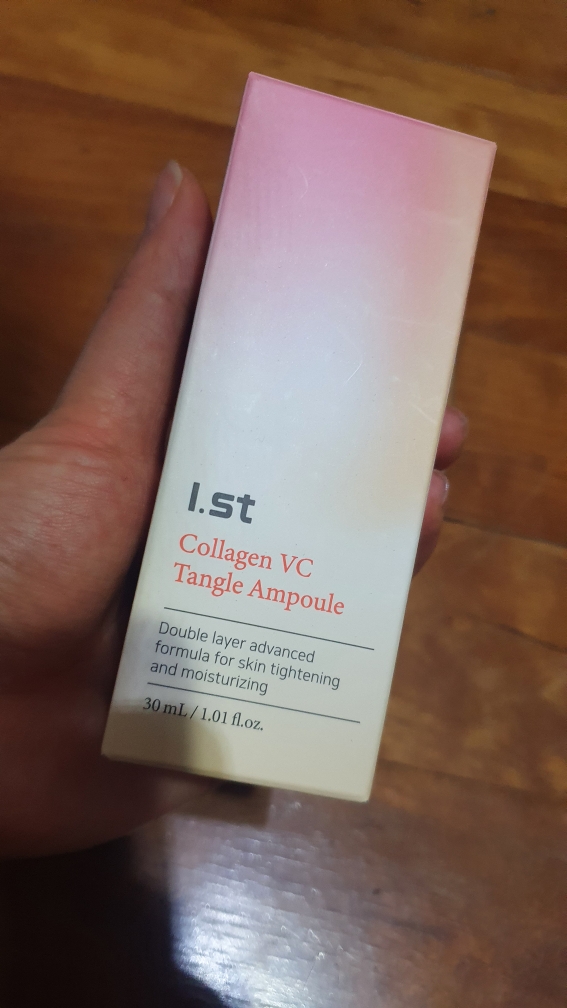 I.st
Collagen VC
Tangle Ampoule
Double layer advanced
formula for skin tightening
and moisturizing
30 mL / 1.01 fl.oz.